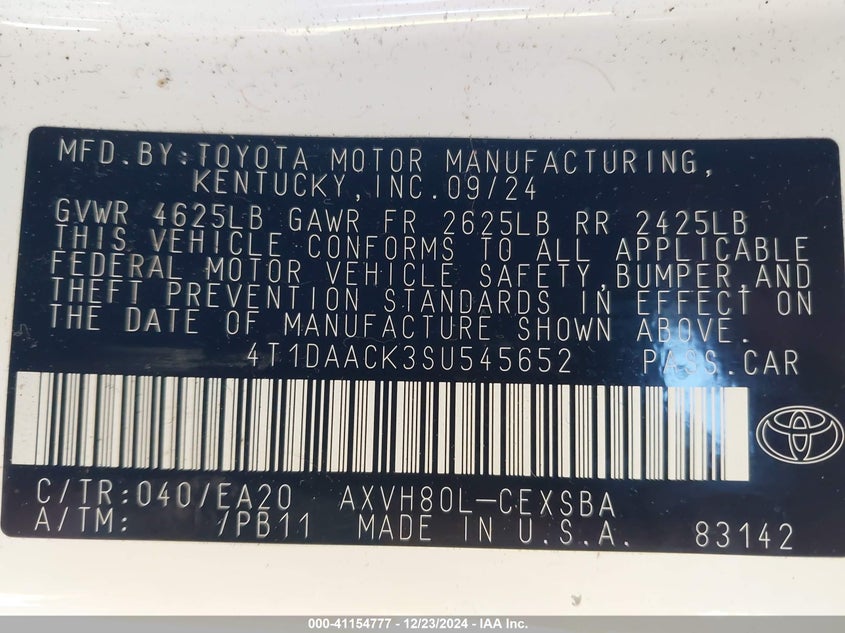 MFD.BY:TOYOTA MOTOR MANUFACTURING,
KENTUCKY,INC.09/24
GVWR 4625LB GAWR FR 2625LB RR 2425LB
THIS VEHICLE CONFORMS TO ALL APPLICABLE
FEDERAL MOTOR VEHICLE SAFETY,BUMPER,AND
THEFT PREVENTION STANDARDS IN EFFECT ON
THE DATE OF MANUFACTURE SHOWN ABOVE.
4T1DAACK3SU545652 PASS.CAR
C/TR:040/EA20 AXVH80L-CEXSBA
A/TM: /PB11 MADE IN U.S.A. 83142
000-41154777 - 12/23/2024 - IAA Inc.